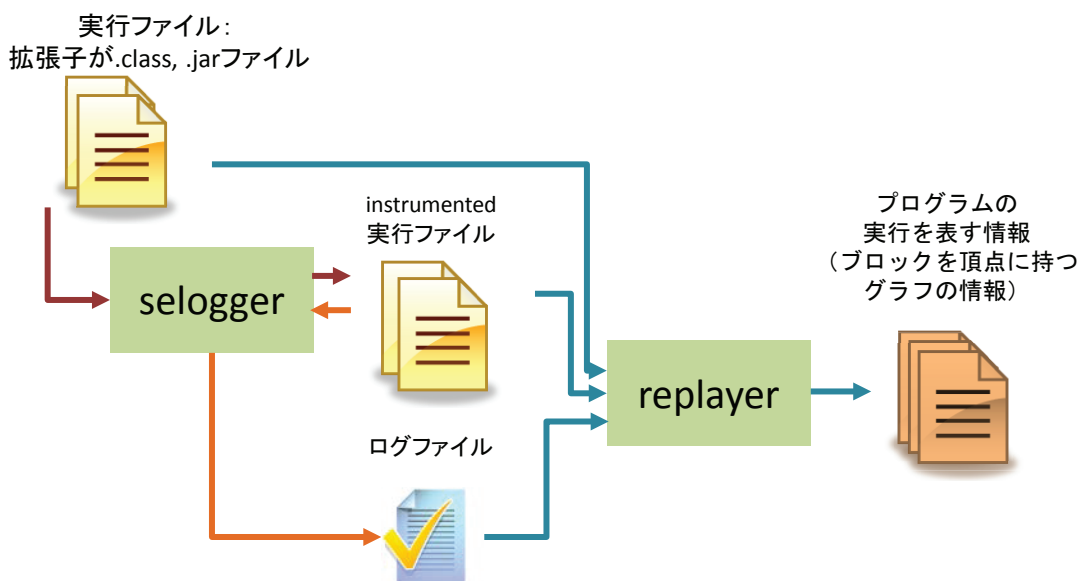 実行ファイル：
拡張子が.class, .jarファイル
instrumented
実行ファイル
selogger
ログファイル
replayer
プログラムの
実行を表す情報
（ブロックを頂点に持つ
グラフの情報）